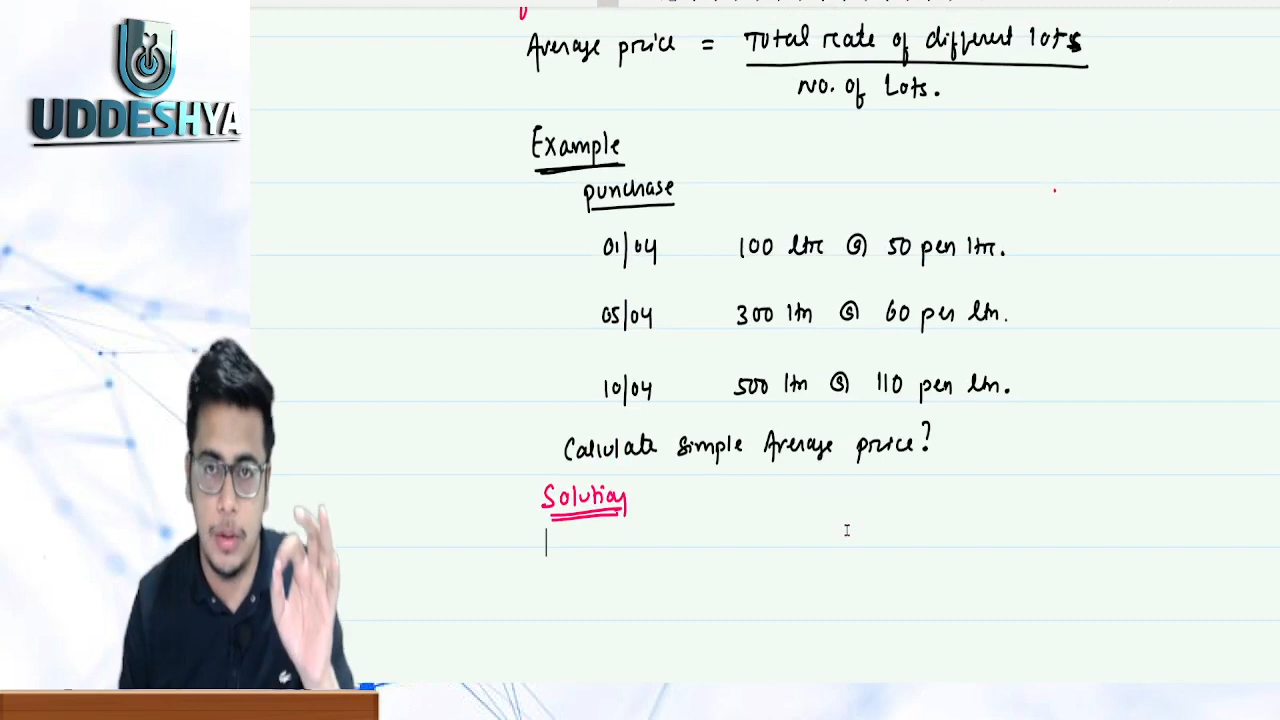 UDDESHYA
Average price = Total rate of different lots
No. of Lots.
Example
purchase
01/04 100 ltr @ 50 per ltr.
05/04 300 ltr @ 60 per ltr.
10/04 500 ltr @ 110 per ltr.
Calculate Simple Average price?
Solution